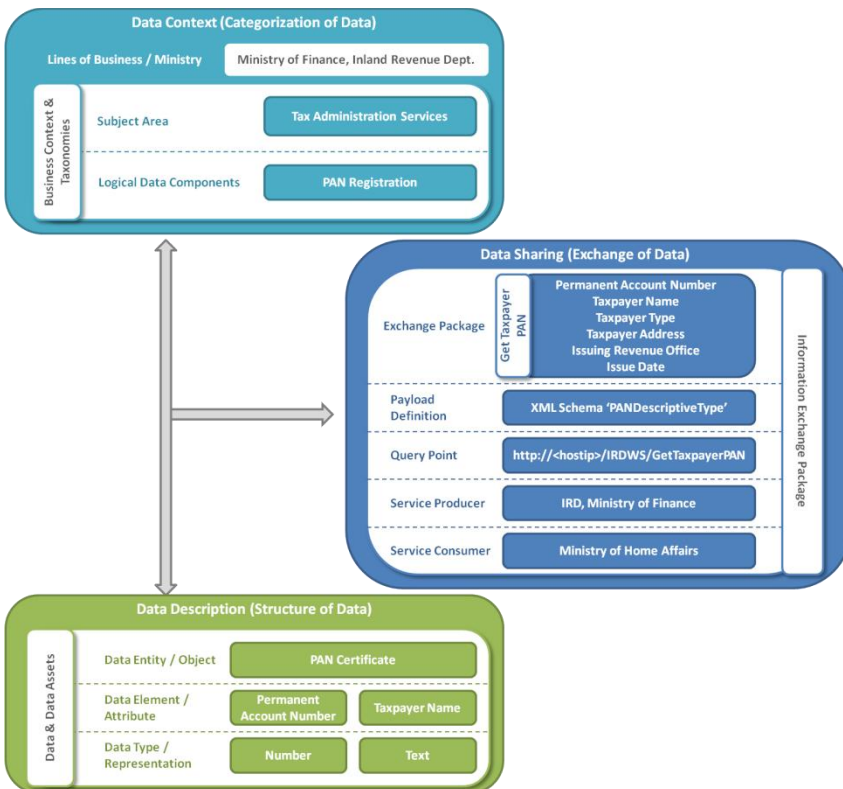 Data Context (Categorization of Data)
Lines of Business / Ministry
Ministry of Finance, Inland Revenue Dept.
Business Context &
Taxonomies
Subject Area
Tax Administration Services
Logical Data Components
PAN Registration
Data Sharing (Exchange of Data)
Exchange Package
Get Taxpayer
PAN
Permanent Account Number
Taxpayer Name
Taxpayer Type
Taxpayer Address
Issuing Revenue Office
Issue Date
Payload
Definition
XML Schema ‘PANDescriptiveType’
Query Point
http://<hostip>/IRDWS/GetTaxpayerPAN
Service Producer
IRD, Ministry of Finance
Service Consumer
Ministry of Home Affairs
Information Exchange Package
Data Description (Structure of Data)
Data & Data Assets
Data Entity / Object
PAN Certificate
Data Element /
Attribute
Permanent
Account Number
Taxpayer Name
Data Type /
Representation
Number
Text